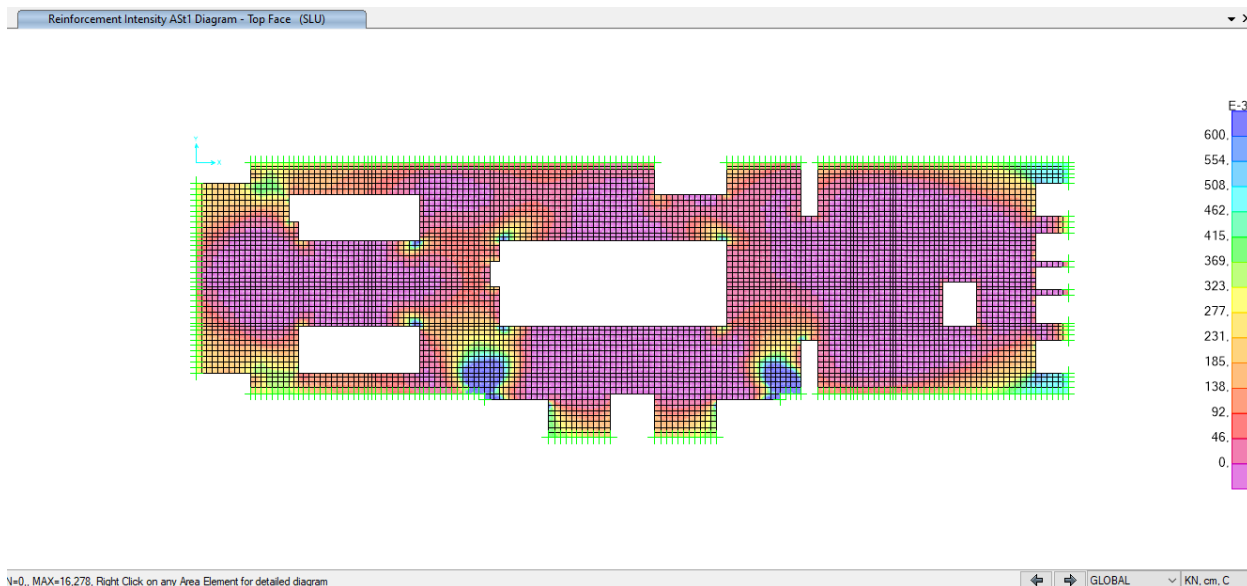 Reinforcement Intensity ASt1 Diagram - Top Face (SLU)
E-3
600,
554,
508,
462,
415,
369,
323,
277,
231,
185,
138,
92,
46,
0,
Y
X
N=0,, MAX=16,278, Right Click on any Area Element for detailed diagram
GLOBAL
KN, cm, C